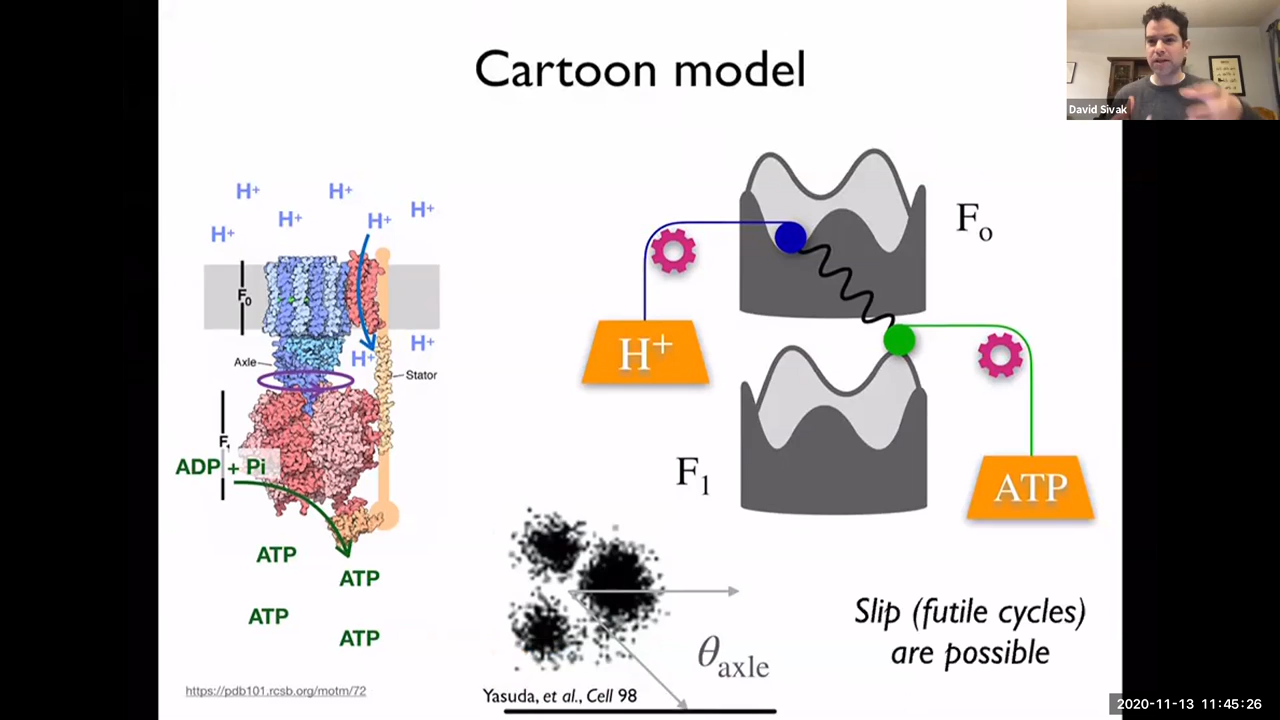 Cartoon model
David Sivak
H+
H+
H+
H+
H+
H+
F0
H+
H+
Axle
Stator
F1
ADP + Pi
ATP
ATP
ATP
ATP
https://pdb101.rcsb.org/motm/72
Fo
H+
F1
ATP
θaxle
Yasuda, et al., Cell 98
Slip (futile cycles)
are possible
2020-11-13 11:45:26